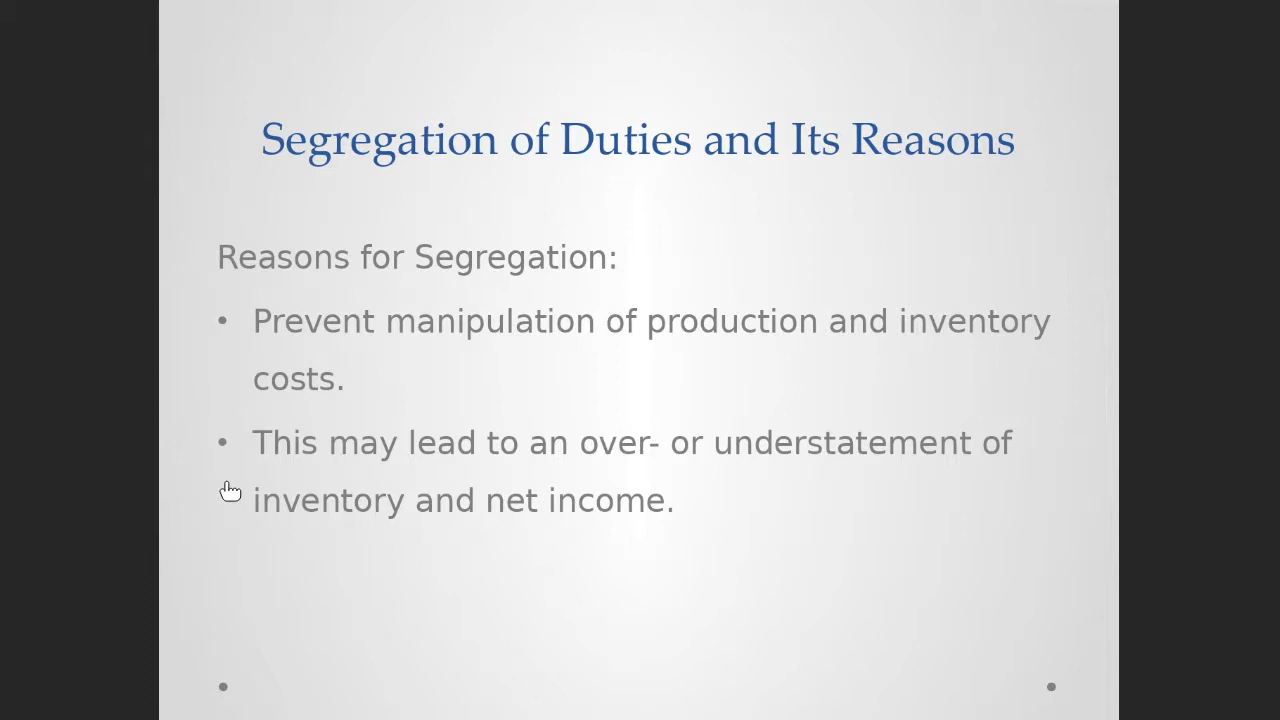 Segregation of Duties and Its Reasons
Reasons for Segregation:
• Prevent manipulation of production and inventory
costs.
• This may lead to an over- or understatement of
inventory and net income.